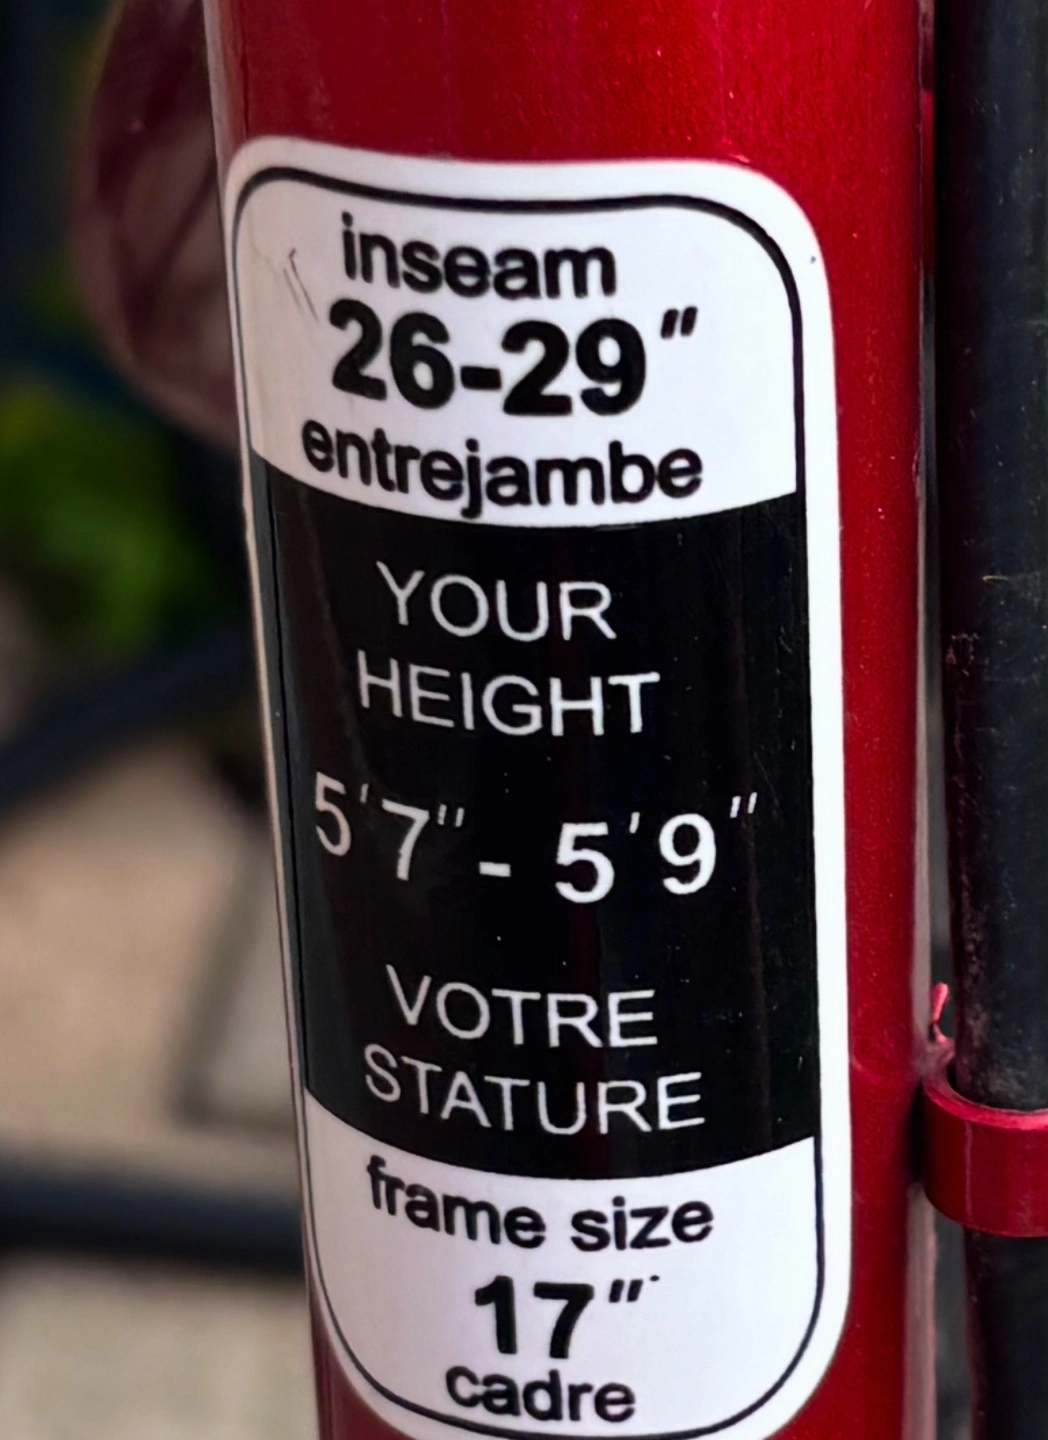 inseam
26-29"
entrejambe
YOUR
HEIGHT
5'7" - 5'9"
VOTRE
STATURE
frame size
17"
cadre